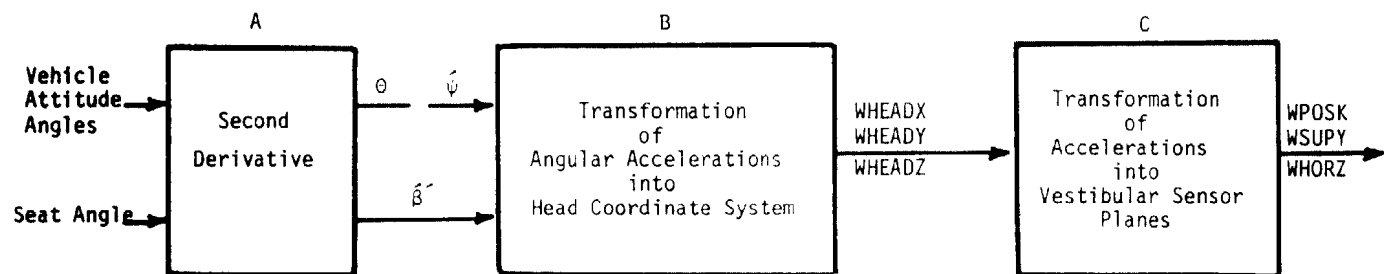 A
B
C
Vehicle
Attitude
Angles
Seat Angle
Second
Derivative
Θ ψ́
β́´
Transformation
of
Angular Accelerations
into
Head Coordinate System
WHEADX
WHEADY
WHEADZ
Transformation
of
Accelerations
into
Vestibular Sensor
Planes
WPOSK
WSUPY
WHORZ